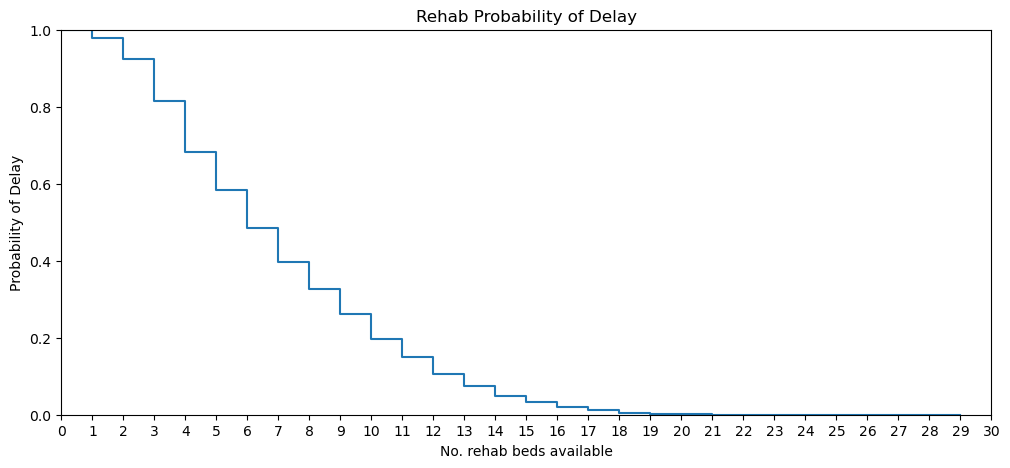 Rehab Probability of Delay
1.0
0.8
0.6
0.4
0.2
0.0
Probability of Delay
0 1 2 3 4 5 6 7 8 9 10 11 12 13 14 15 16 17 18 19 20 21 22 23 24 25 26 27 28 29 30
No. rehab beds available